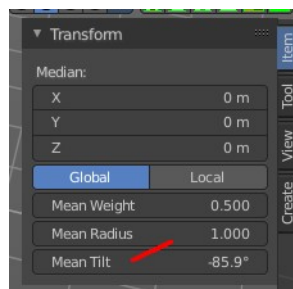 Transform
Median:
X 0 m
Y 0 m
Z 0 m
Global Local
Mean Weight 0.500
Mean Radius 1.000
Mean Tilt -85.9°
Item
Tool
View
Create